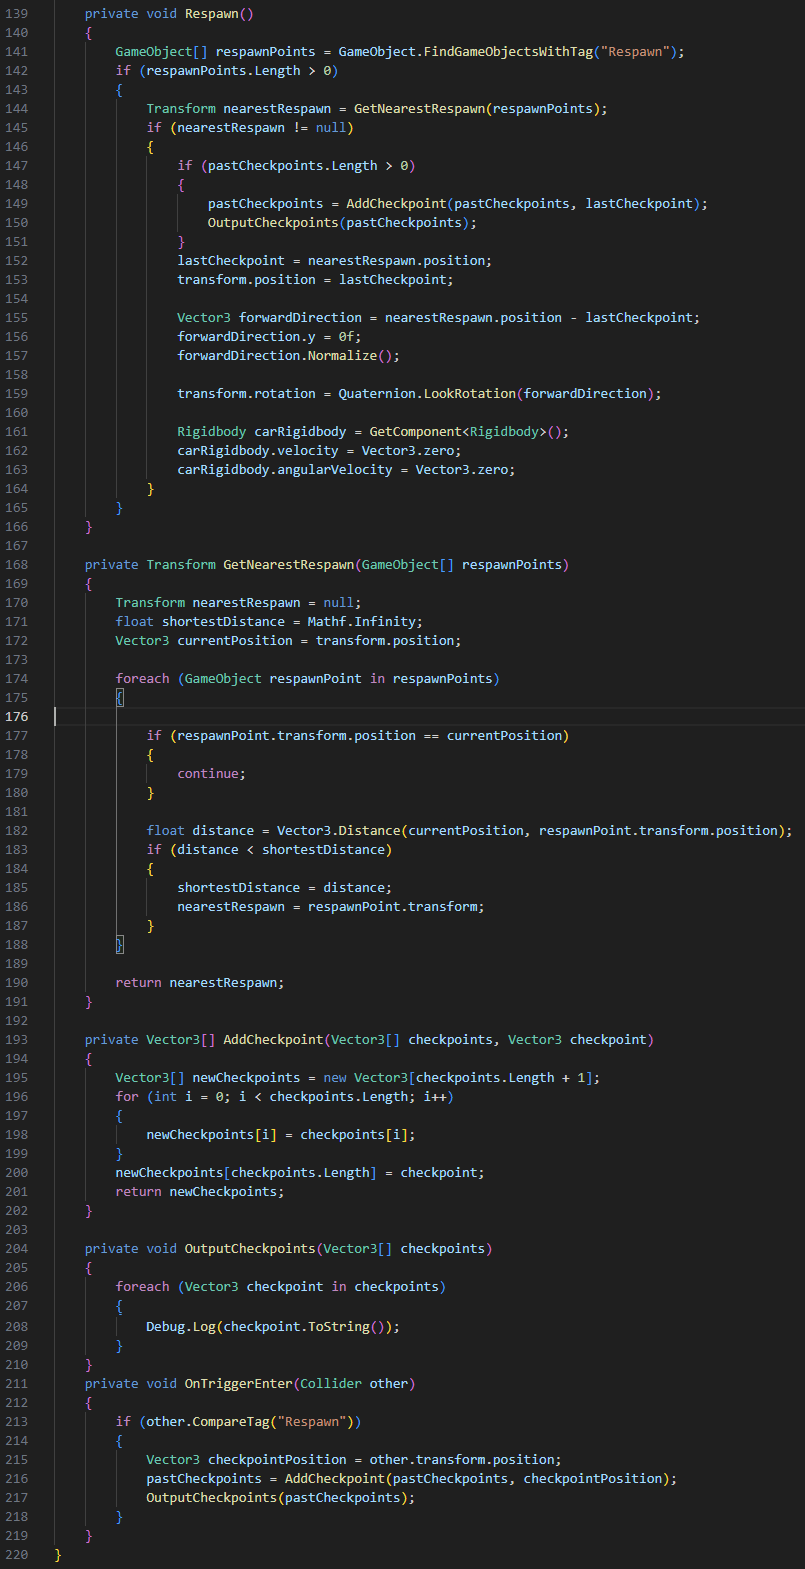 139 private void Respawn()
140 {
141 GameObject[] respawnPoints = GameObject.FindGameObjectsWithTag("Respawn");
142 if (respawnPoints.Length > 0)
143 {
144 Transform nearestRespawn = GetNearestRespawn(respawnPoints);
145 if (nearestRespawn != null)
146 {
147 if (pastCheckpoints.Length > 0)
148 {
149 pastCheckpoints = AddCheckpoint(pastCheckpoints, lastCheckpoint);
150 OutputCheckpoints(pastCheckpoints);
151 }
152 lastCheckpoint = nearestRespawn.position;
153 transform.position = lastCheckpoint;
154
155 Vector3 forwardDirection = nearestRespawn.position - lastCheckpoint;
156 forwardDirection.y = 0f;
157 forwardDirection.Normalize();
158
159 transform.rotation = Quaternion.LookRotation(forwardDirection);
160
161 Rigidbody carRigidbody = GetComponent<Rigidbody>();
162 carRigidbody.velocity = Vector3.zero;
163 carRigidbody.angularVelocity = Vector3.zero;
164 }
165 }
166 }
167
168 private Transform GetNearestRespawn(GameObject[] respawnPoints)
169 {
170 Transform nearestRespawn = null;
171 float shortestDistance = Mathf.Infinity;
172 Vector3 currentPosition = transform.position;
173
174 foreach (GameObject respawnPoint in respawnPoints)
175 {
176
177 if (respawnPoint.transform.position == currentPosition)
178 {
179 continue;
180 }
181
182 float distance = Vector3.Distance(currentPosition, respawnPoint.transform.position);
183 if (distance < shortestDistance)
184 {
185 shortestDistance = distance;
186 nearestRespawn = respawnPoint.transform;
187 }
188 }
189
190 return nearestRespawn;
191 }
192
193 private Vector3[] AddCheckpoint(Vector3[] checkpoints, Vector3 checkpoint)
194 {
195 Vector3[] newCheckpoints = new Vector3[checkpoints.Length + 1];
196 for (int i = 0; i < checkpoints.Length; i++)
197 {
198 newCheckpoints[i] = checkpoints[i];
199 }
200 newCheckpoints[checkpoints.Length] = checkpoint;
201 return newCheckpoints;
202 }
203
204 private void OutputCheckpoints(Vector3[] checkpoints)
205 {
206 foreach (Vector3 checkpoint in checkpoints)
207 {
208 Debug.Log(checkpoint.ToString());
209 }
210 }
211 private void OnTriggerEnter(Collider other)
212 {
213 if (other.CompareTag("Respawn"))
214 {
215 Vector3 checkpointPosition = other.transform.position;
216 pastCheckpoints = AddCheckpoint(pastCheckpoints, checkpointPosition);
217 OutputCheckpoints(pastCheckpoints);
218 }
219 }
220 }